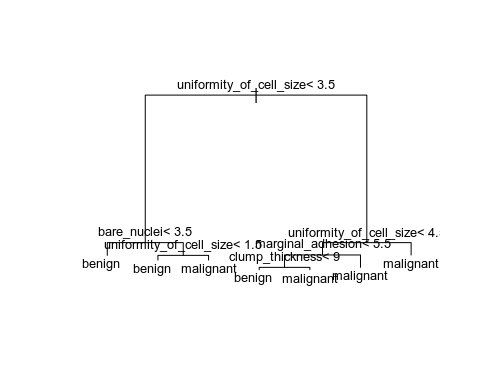 uniformity_of_cell_size< 3.5
bare_nuclei< 3.5
uniformity_of_cell_size< 4.
uniformity_of_cell_size< 1.5
marginal_adhesion< 5.5
clump_thickness< 9
benign
benign
malignant
benign
malignant
malignant
malignant